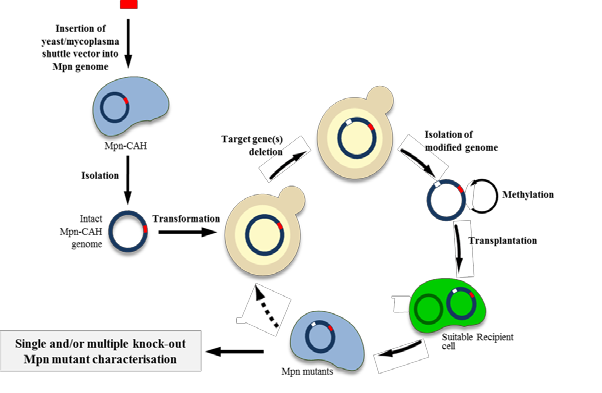 Insertion of
yeast/mycoplasma
shuttle vector into
Mpn genome
Mpn-CAH
Isolation
Intact
Mpn-CAH
genome
Transformation
Target gene(s)
deletion
Isolation of
modified genome
Methylation
Transplantation
Suitable Recipient
cell
Mpn mutants
Single and/or multiple knock-out
Mpn mutant characterisation